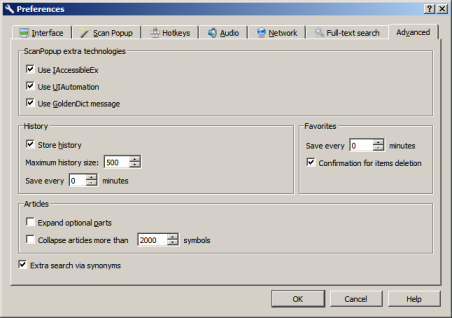 Preferences
Interface Scan Popup Hotkeys Audio Network Full-text search Advanced
ScanPopup extra technologies
Use IAccessibleEx
Use UIAutomation
Use GoldenDict message
History
Store history
Maximum history size: 500
Save every 0 minutes
Favorites
Save every 0 minutes
Confirmation for items deletion
Articles
Expand optional parts
Collapse articles more than 2000 symbols
Extra search via synonyms
OK Cancel Help